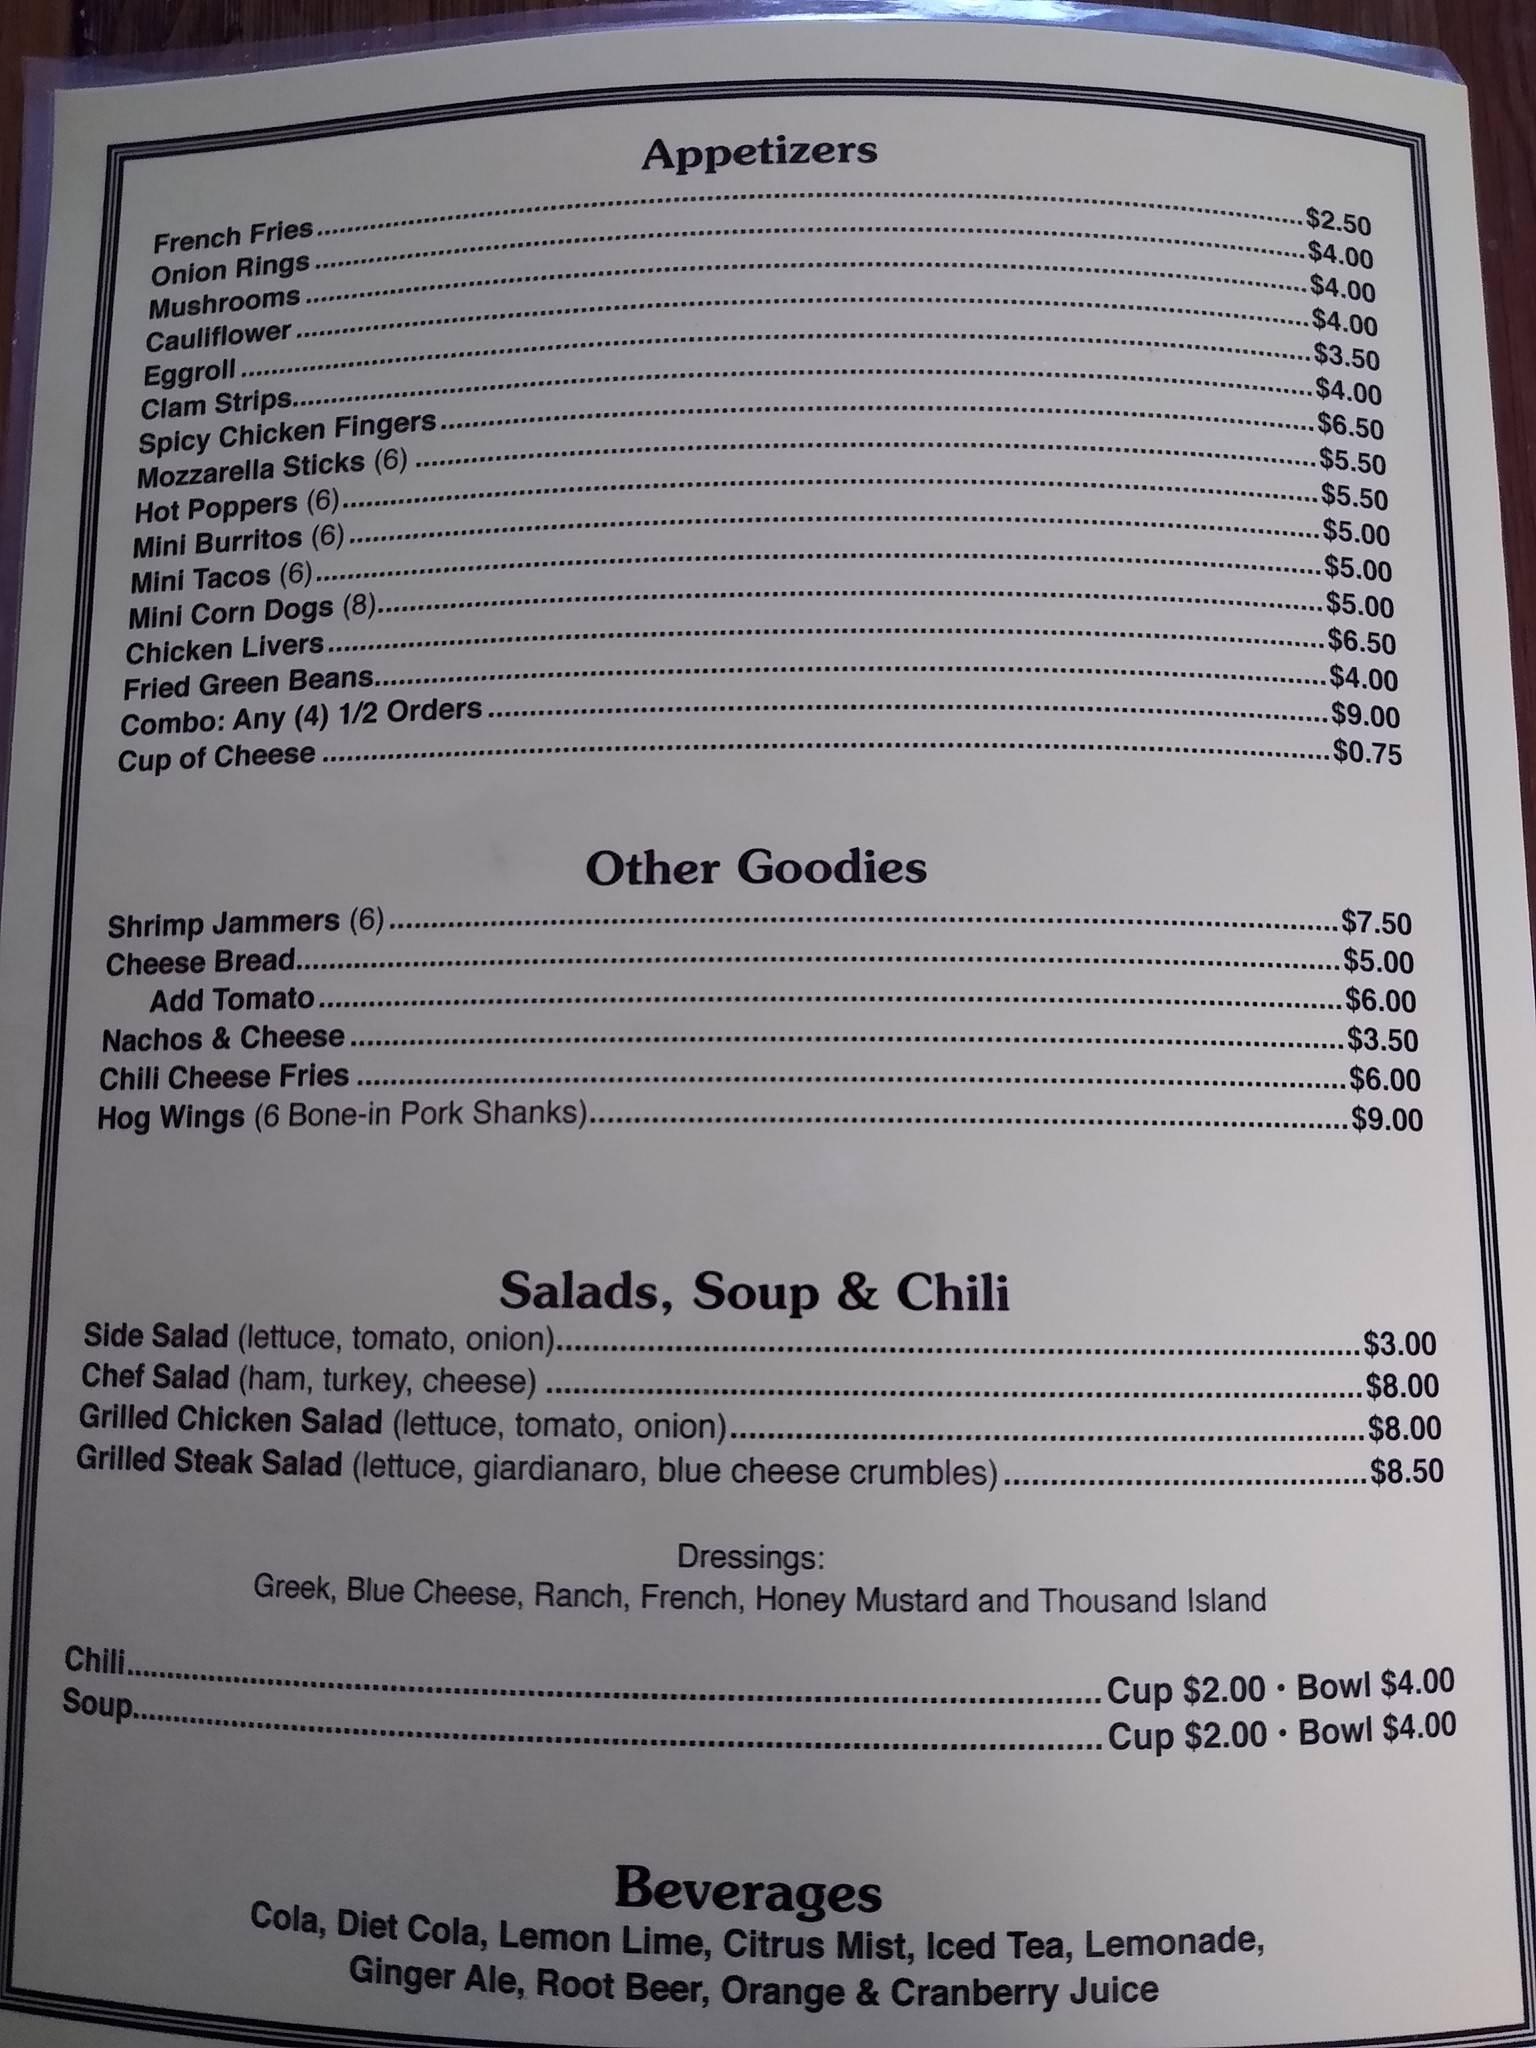 Appetizers
French Fries $2.50
Onion Rings $4.00
Mushrooms $4.00
Cauliflower $4.00
Eggroll $3.50
Clam Strips $4.00
Spicy Chicken Fingers $6.50
Mozzarella Sticks (6) $5.50
Hot Poppers (6) $5.50
Mini Burritos (6) $5.00
Mini Tacos (6) $5.00
Mini Corn Dogs (8) $5.00
Chicken Livers $6.50
Fried Green Beans $4.00
Combo: Any (4) 1/2 Orders $9.00
Cup of Cheese $0.75
Other Goodies
Shrimp Jammers (6) $7.50
Cheese Bread $5.00
Add Tomato $6.00
Nachos & Cheese $3.50
Chili Cheese Fries $6.00
Hog Wings (6 Bone-in Pork Shanks) $9.00
Salads, Soup & Chili
Side Salad (lettuce, tomato, onion) $3.00
Chef Salad (ham, turkey, cheese) $8.00
Grilled Chicken Salad (lettuce, tomato, onion) $8.00
Grilled Steak Salad (lettuce, giardianaro, blue cheese crumbles) $8.50
Dressings:
Greek, Blue Cheese, Ranch, French, Honey Mustard and Thousand Island
Chili Cup $2.00 • Bowl $4.00
Soup Cup $2.00 • Bowl $4.00
Beverages
Cola, Diet Cola, Lemon Lime, Citrus Mist, Iced Tea, Lemonade,
Ginger Ale, Root Beer, Orange & Cranberry Juice